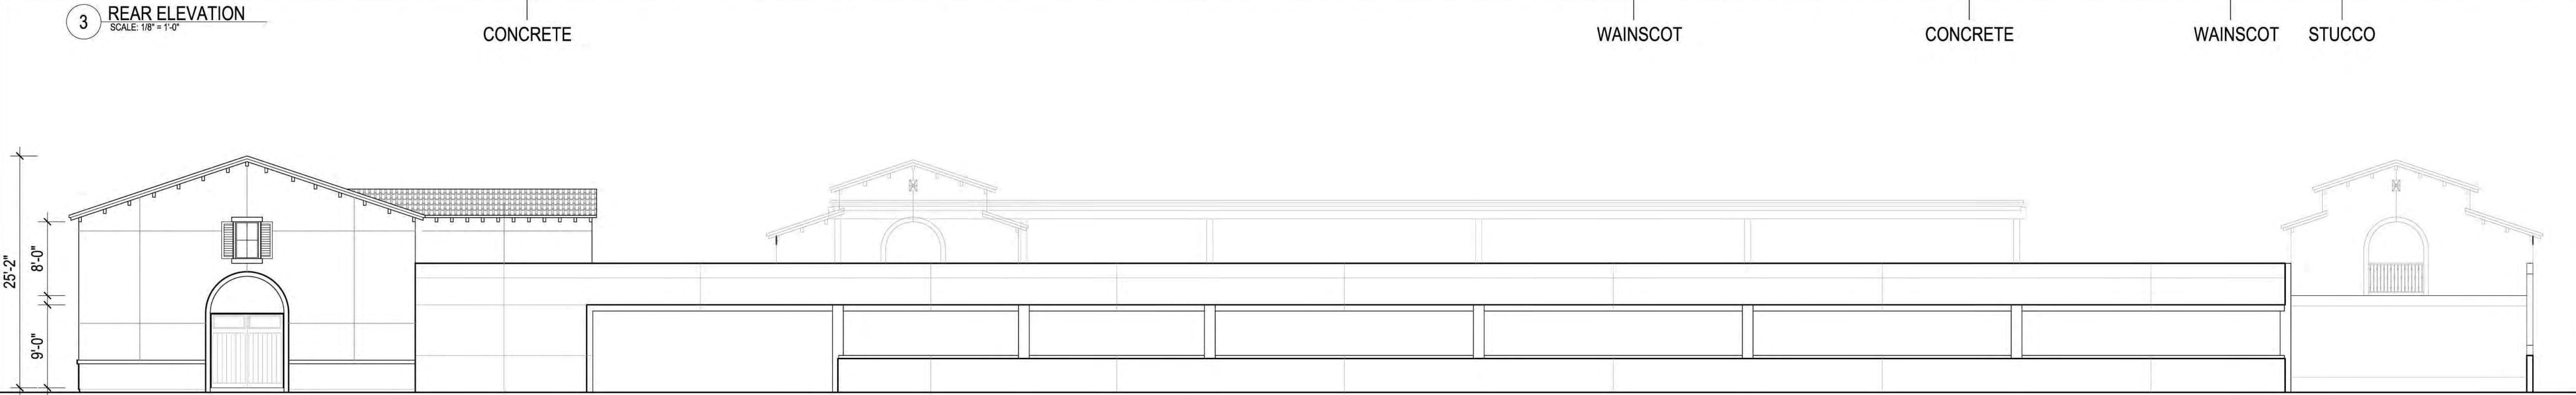 3
REAR ELEVATION
SCALE: 1/8" = 1'-0"
CONCRETE
WAINSCOT
CONCRETE
WAINSCOT
STUCCO
25'-2"
8'-0"
9'-0"